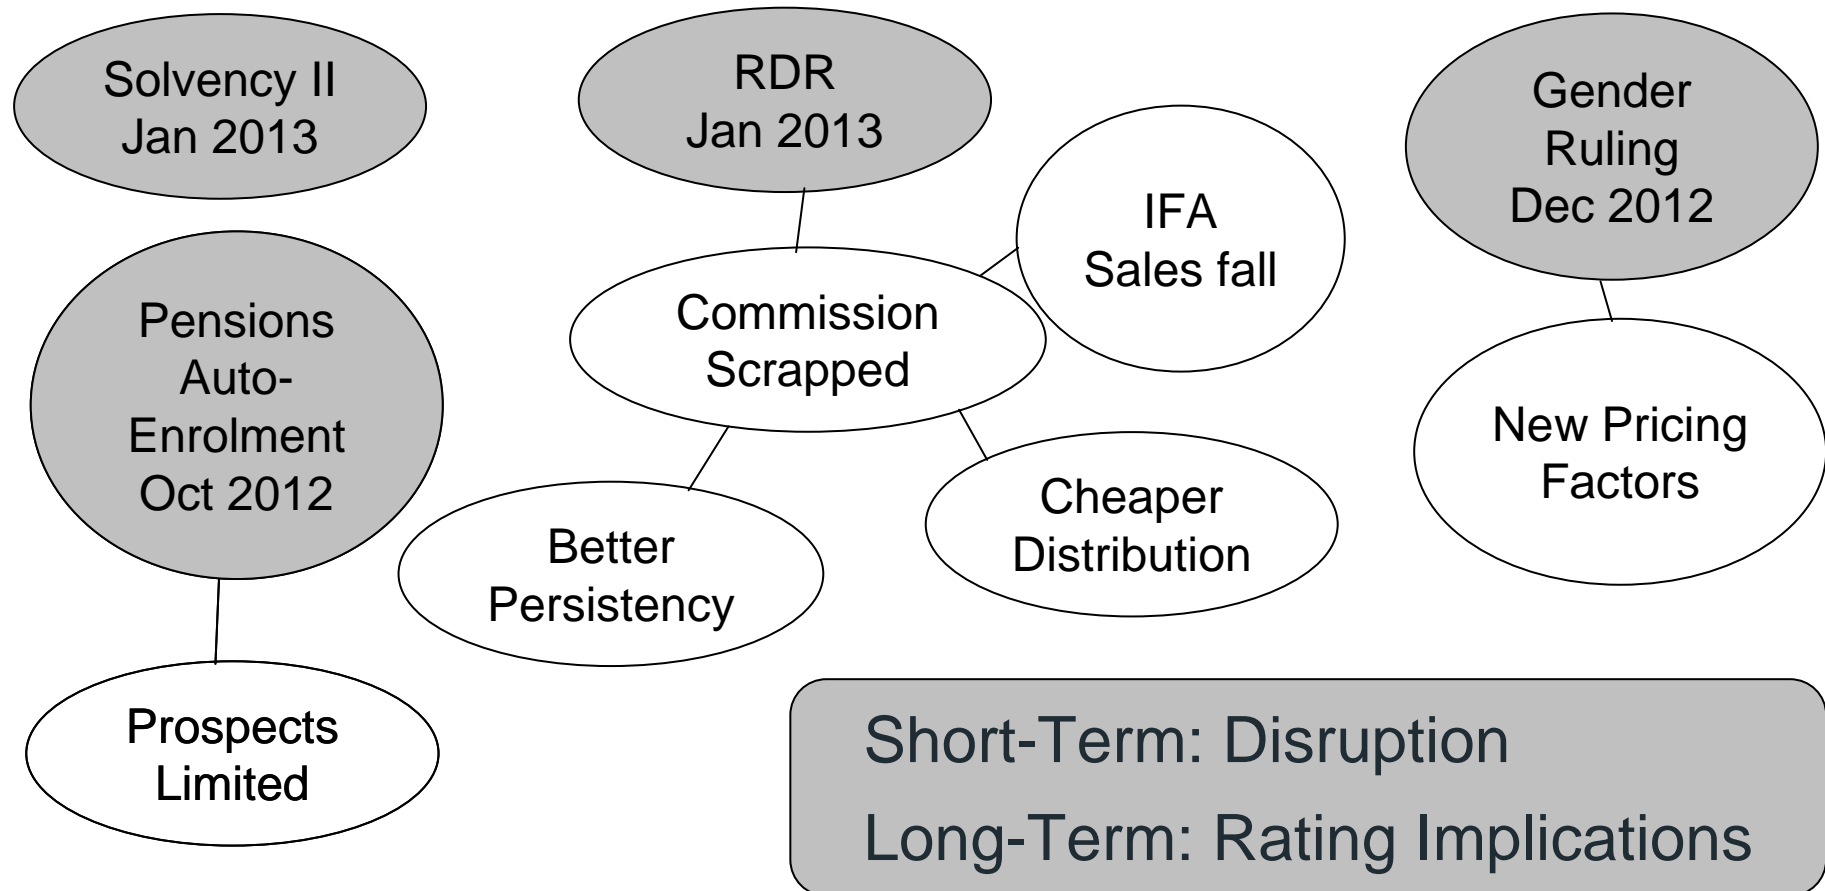 Solvency II
Jan 2013
RDR
Jan 2013
Gender
Ruling
Dec 2012
IFA
Sales fall
Pensions
Auto-
Enrolment
Oct 2012
Commission
Scrapped
New Pricing
Factors
Better
Persistency
Cheaper
Distribution
Prospects
Limited
Short-Term: Disruption
Long-Term: Rating Implications